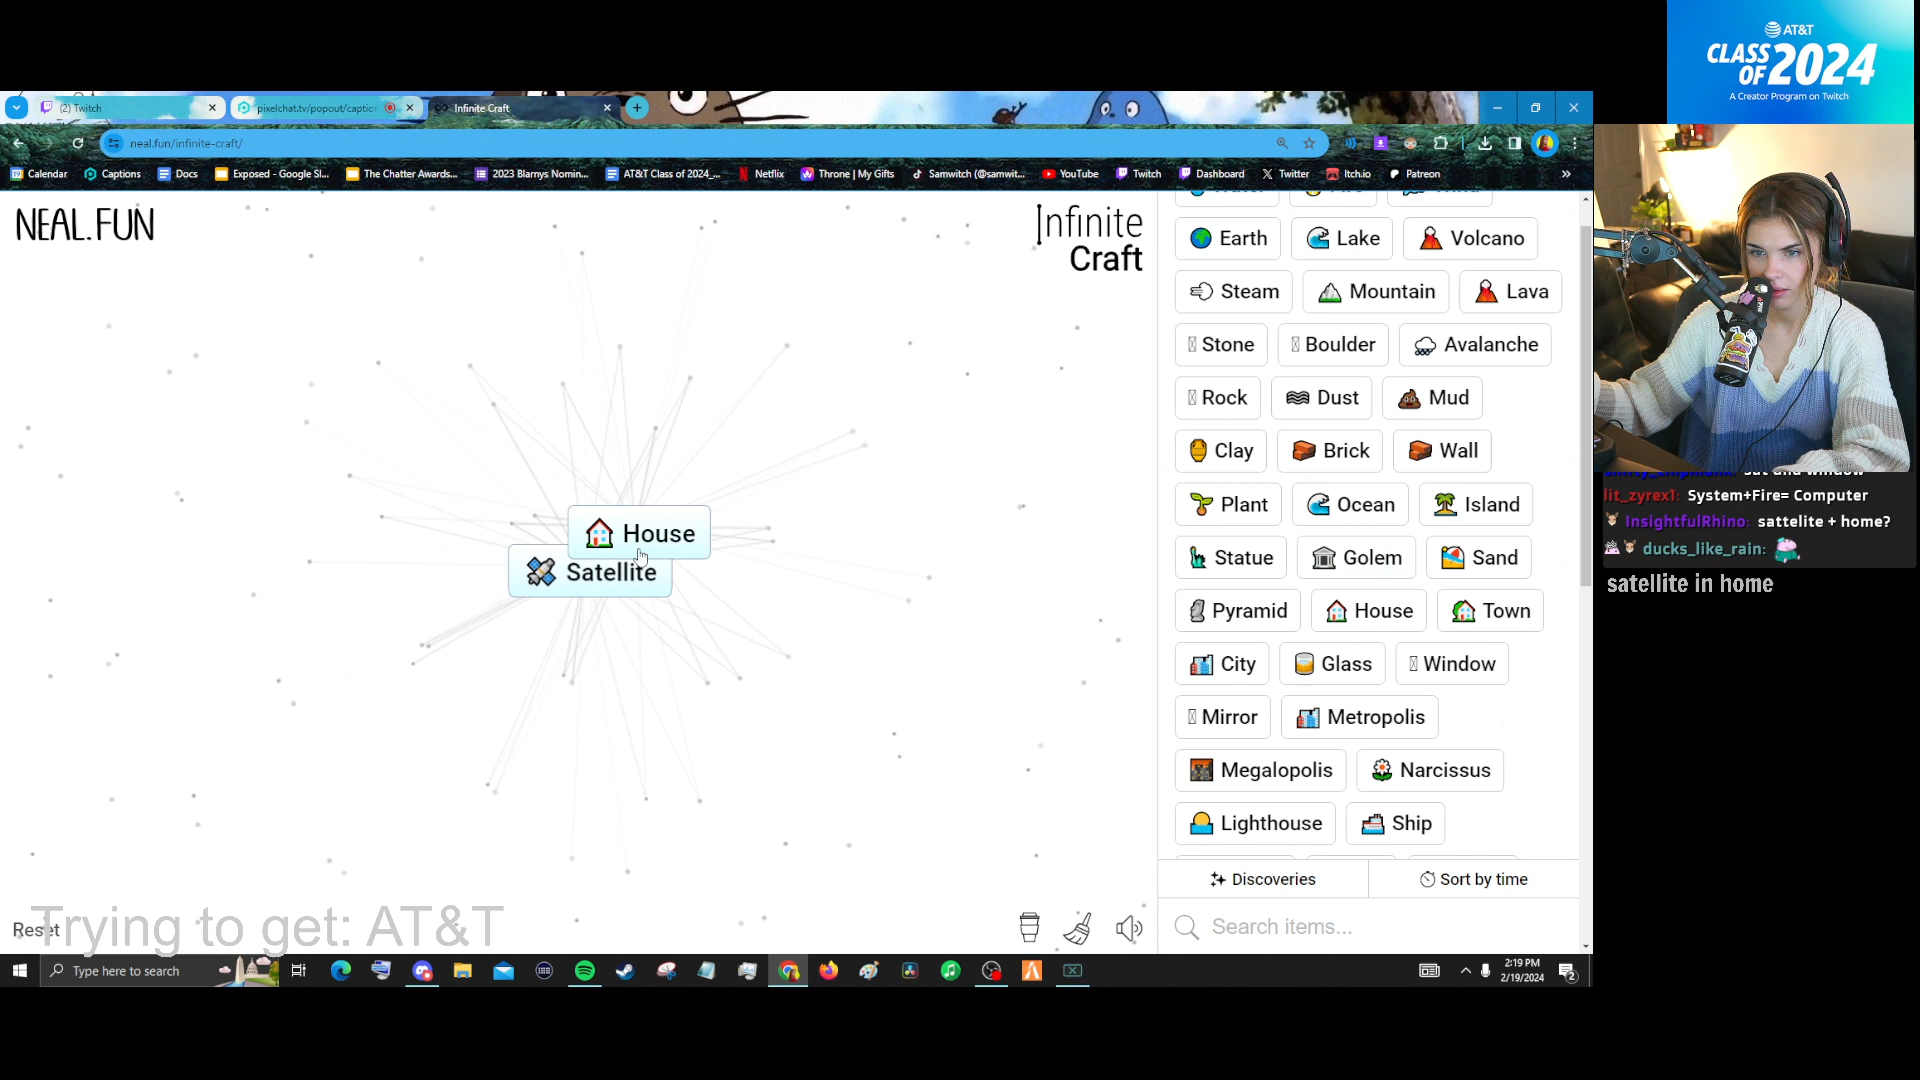 AT&T
CLASS
OF 2024
A Creator Program on Twitch
(2) Twitch
pixelchat.tv/popout/captio
Infinite Craft
neal.fun/infinite-craft/
Calendar
Captions
Docs
Exposed - Google Sl...
The Chatter Awards...
2023 Blarnys Nomin...
AT&T Class of 2024_...
Netflix
Throne | My Gifts
Samwitch (@samwit...
YouTube
Twitch
Dashboard
Twitter
Itch.io
Patreon
»
NEAL.FUN
Infinite
Craft
Earth
Lake
Volcano
Steam
Mountain
Lava
Stone
Boulder
Avalanche
Rock
Dust
Mud
Clay
Brick
Wall
Plant
Ocean
Island
Statue
Golem
Sand
Pyramid
House
Town
City
Glass
Window
Mirror
Metropolis
Megalopolis
Narcissus
Lighthouse
Ship
House
Satellite
Discoveries
Sort by time
Search items...
Reset
Trying to get: AT&T
lit_zyrex1: System+Fire= Computer
InsightfulRhino: sattelite + home?
ducks_like_rain:
satellite in home
Type here to search
2:19 PM
2/19/2024
2